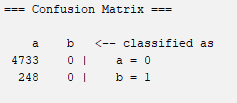 === Confusion Matrix ===
a b <-- classified as
4733 0 | a = 0
248 0 | b = 1